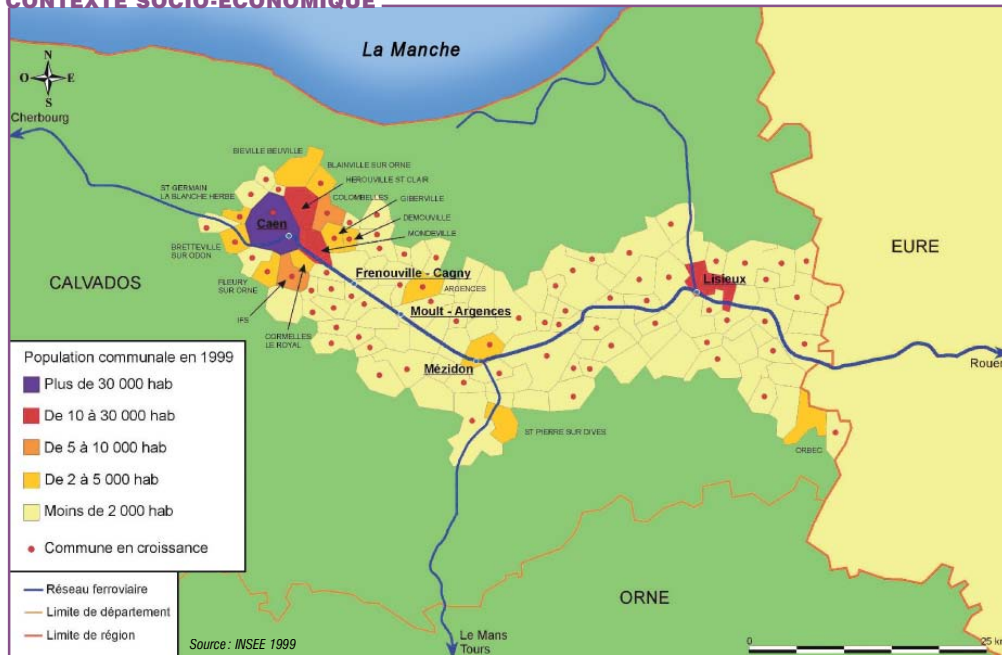 CONTEXTE SOCIO-ECONOMIQUE
La Manche
N
O
E
S
Cherbourg
BIEVILLE BEUVILLE
BLAINVILLE SUR ORNE
HEROUVILLE ST CLAIR
ST GERMAIN
LA BLANCHE HERBE
COLOMBELLES
GIBERVILLE
DEMOUVILLE
MONDEVILLE
Caen
BRETTEVILLE
SUR ODON
EURE
CALVADOS
FLEURY
SUR ORNE
IFS
CORMELLES
LE ROYAL
Frenouville - Cagny
ARGENCES
Moult - Argences
Lisieux
Mézidon
Rouen
ST PIERRE SUR DIVES
ORBEC
Population communale en 1999
Plus de 30 000 hab
De 10 à 30 000 hab
De 5 à 10 000 hab
De 2 à 5 000 hab
Moins de 2 000 hab
Commune en croissance
Réseau ferroviaire
Limite de département
Limite de région
Source : INSEE 1999
ORNE
Le Mans
Tours
0
25 km